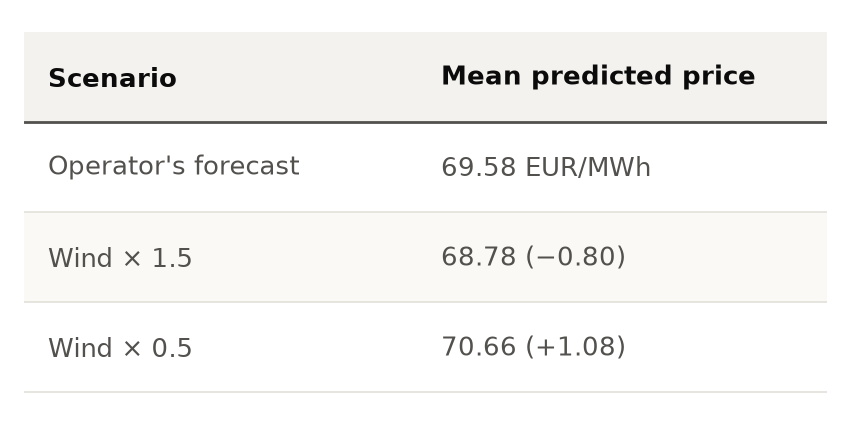 Scenario Mean predicted price
Operator's forecast 69.58 EUR/MWh
Wind × 1.5 68.78 (−0.80)
Wind × 0.5 70.66 (+1.08)